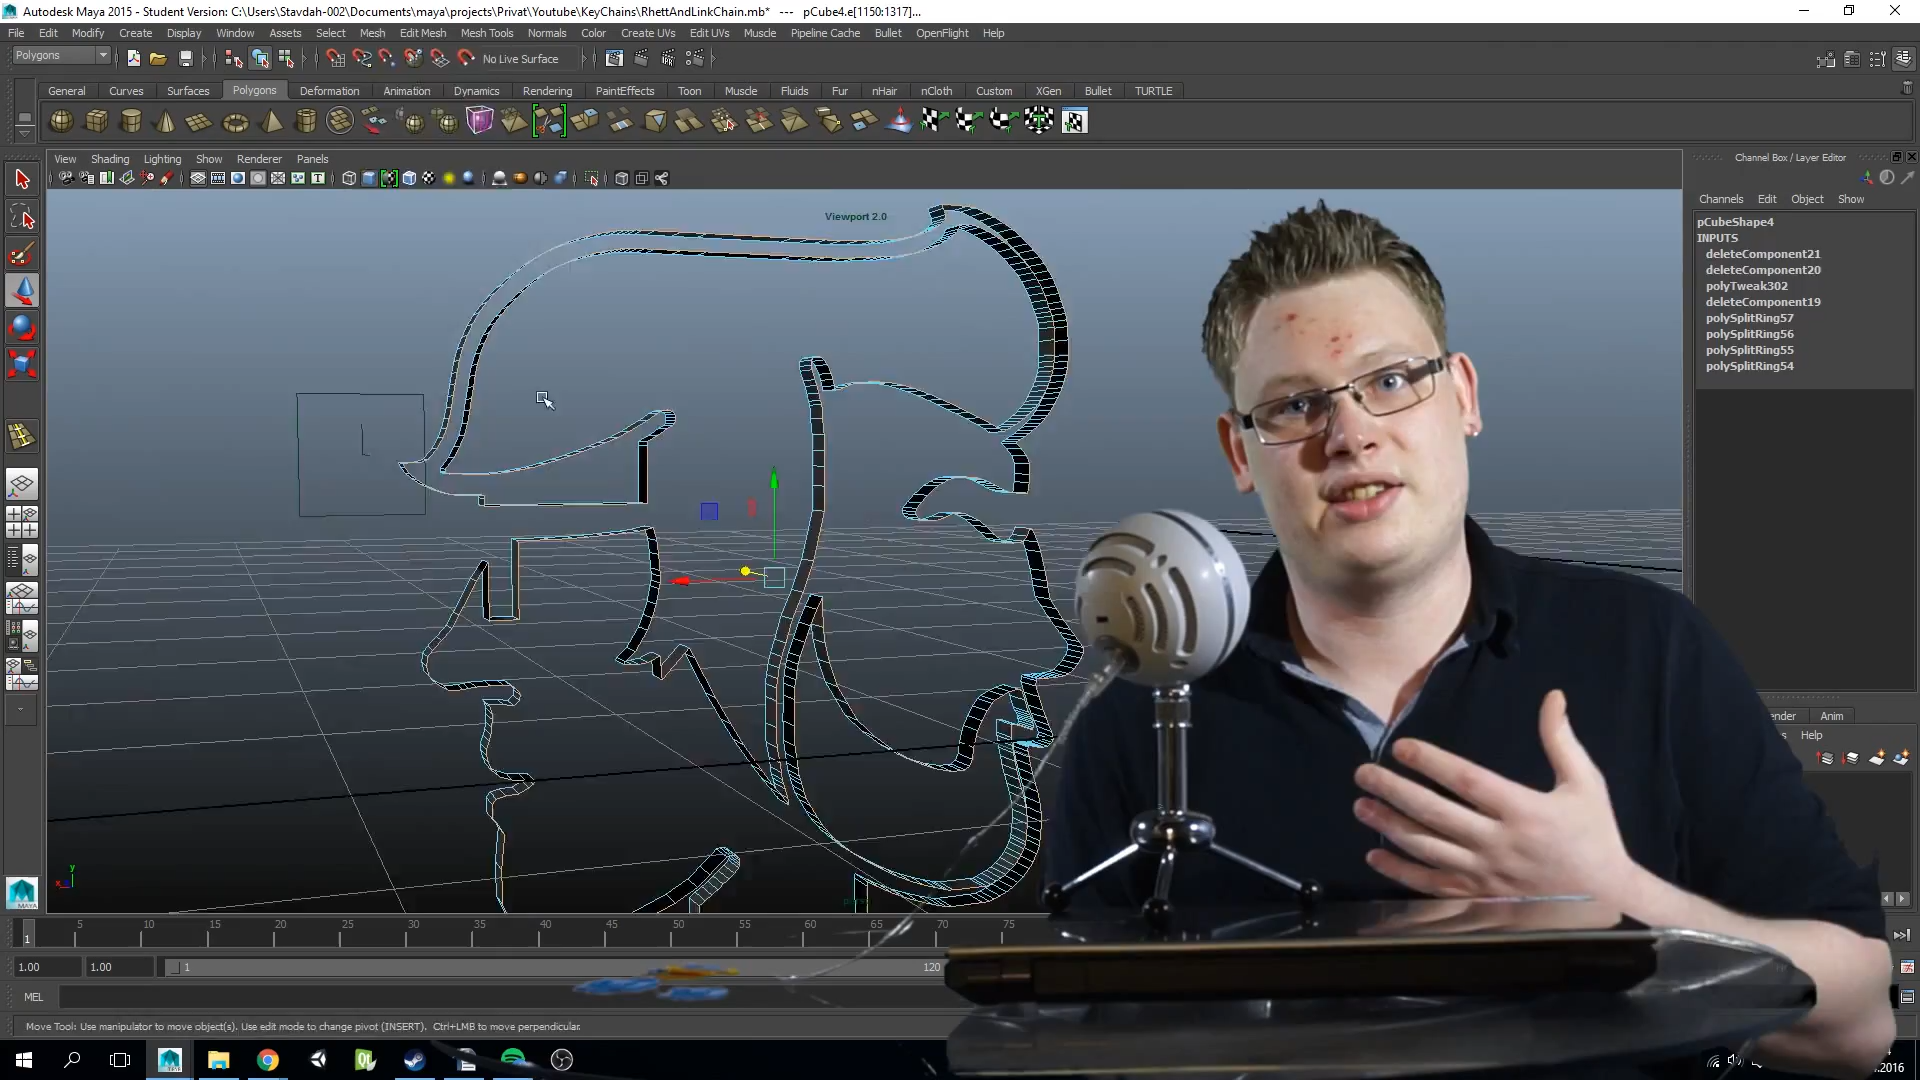 Autodesk Maya 2015 - Student Version: C:\Users\Stavdah-002\Documents\maya\projects\Privat\Youtube\KeyChains\RhettAndLinkChain.mb* --- pCube4.e[1150:1317]...
File Edit Modify Create Display Window Assets Select Mesh Edit Mesh Mesh Tools Normals Color Create UVs Edit UVs Muscle Pipeline Cache Bullet OpenFlight Help
Polygons No Live Surface
General Curves Surfaces Polygons Deformation Animation Dynamics Rendering PaintEffects Toon Muscle Fluids Fur nHair nCloth Custom XGen Bullet TURTLE
View Shading Lighting Show Renderer Panels
Channel Box / Layer Editor
Channels Edit Object Show
Viewport 2.0
pCubeShape4
INPUTS
deleteComponent21
deleteComponent20
polyTweak302
deleteComponent19
polySplitRing57
polySplitRing56
polySplitRing55
polySplitRing54
ender Anim
Help
y
x
MAYA
5 10 15 20 25 30 35 40 45 50 55 60 65 70 75
1
1.00 1.00 1 120
MEL
Move Tool: Use manipulator to move object(s). Use edit mode to change pivot (INSERT). Ctrl+LMB to move perpendicular.
.2016